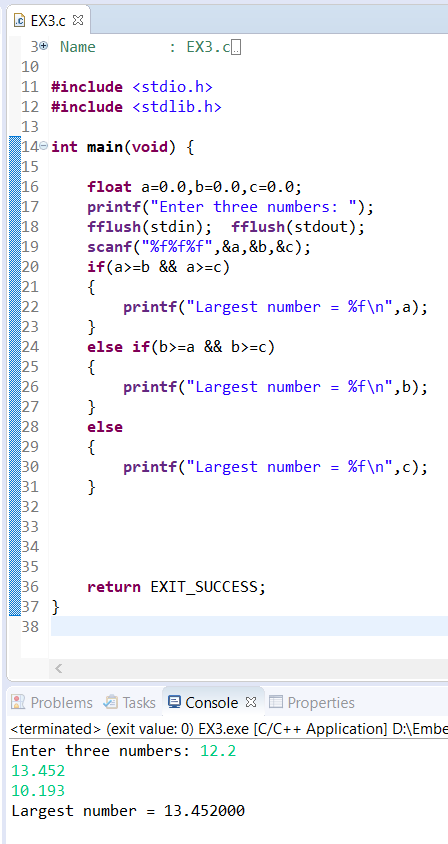 EX3.c
3 Name : EX3.c
10
11 #include <stdio.h>
12 #include <stdlib.h>
13
14 int main(void) {
15
16 float a=0.0,b=0.0,c=0.0;
17 printf("Enter three numbers: ");
18 fflush(stdin); fflush(stdout);
19 scanf("%f%f%f",&a,&b,&c);
20 if(a>=b && a>=c)
21 {
22 printf("Largest number = %f\n",a);
23 }
24 else if(b>=a && b>=c)
25 {
26 printf("Largest number = %f\n",b);
27 }
28 else
29 {
30 printf("Largest number = %f\n",c);
31 }
32
33
34
35
36 return EXIT_SUCCESS;
37 }
38
Problems Tasks Console Properties
<terminated> (exit value: 0) EX3.exe [C/C++ Application] D:\Embe
Enter three numbers: 12.2
13.452
10.193
Largest number = 13.452000